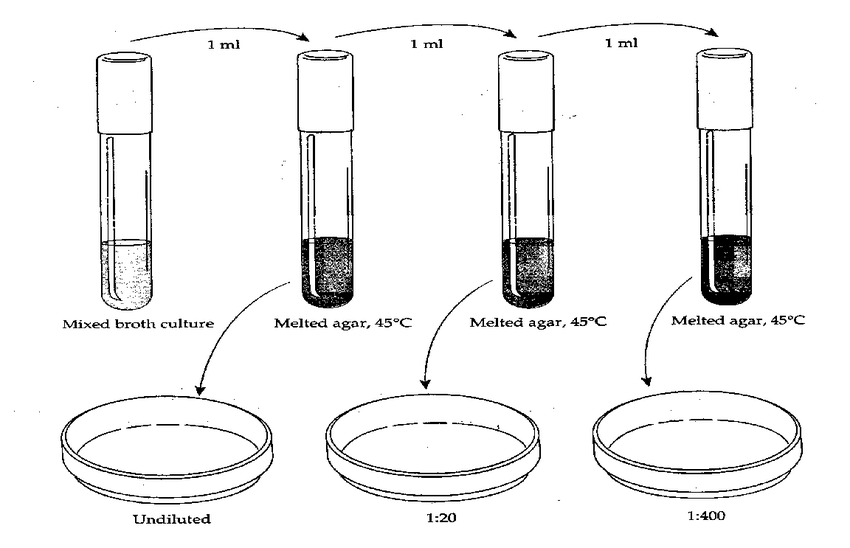 1 ml
1 ml
1 ml
Mixed broth culture
Melted agar, 45°C
Melted agar, 45°C
Melted agar, 45°C
Undiluted
1:20
1:400